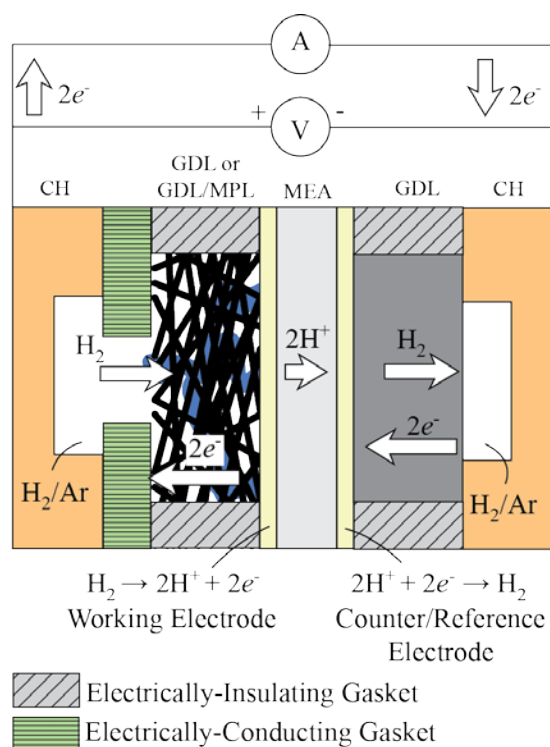 A
2e⁻
2e⁻
+ V -
GDL or
GDL/MPL
CH
MEA
GDL
CH
H₂
2H⁺
H₂
2e⁻
2e⁻
H₂/Ar
H₂/Ar
H₂ → 2H⁺ + 2e⁻
Working Electrode
2H⁺ + 2e⁻ → H₂
Counter/Reference
Electrode
Electrically-Insulating Gasket
Electrically-Conducting Gasket